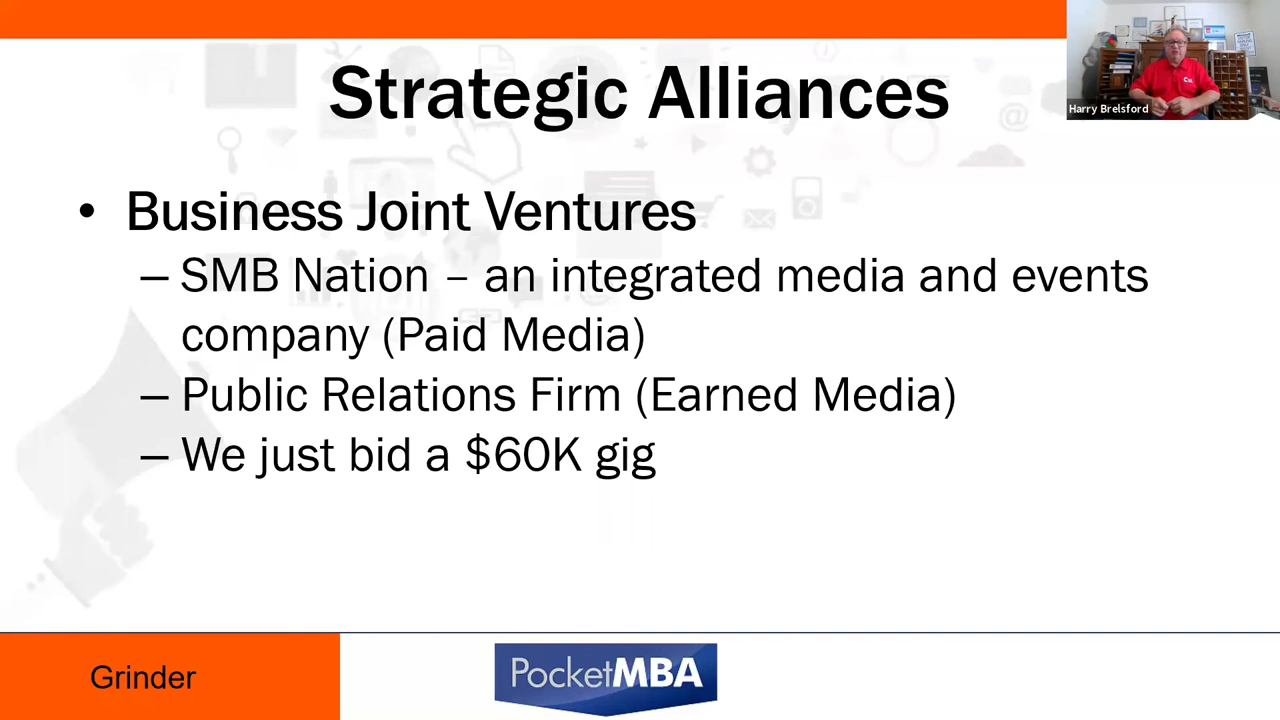 Strategic Alliances
Harry Brelsford
• Business Joint Ventures
– SMB Nation – an integrated media and events
company (Paid Media)
– Public Relations Firm (Earned Media)
– We just bid a $60K gig
Grinder
PocketMBA